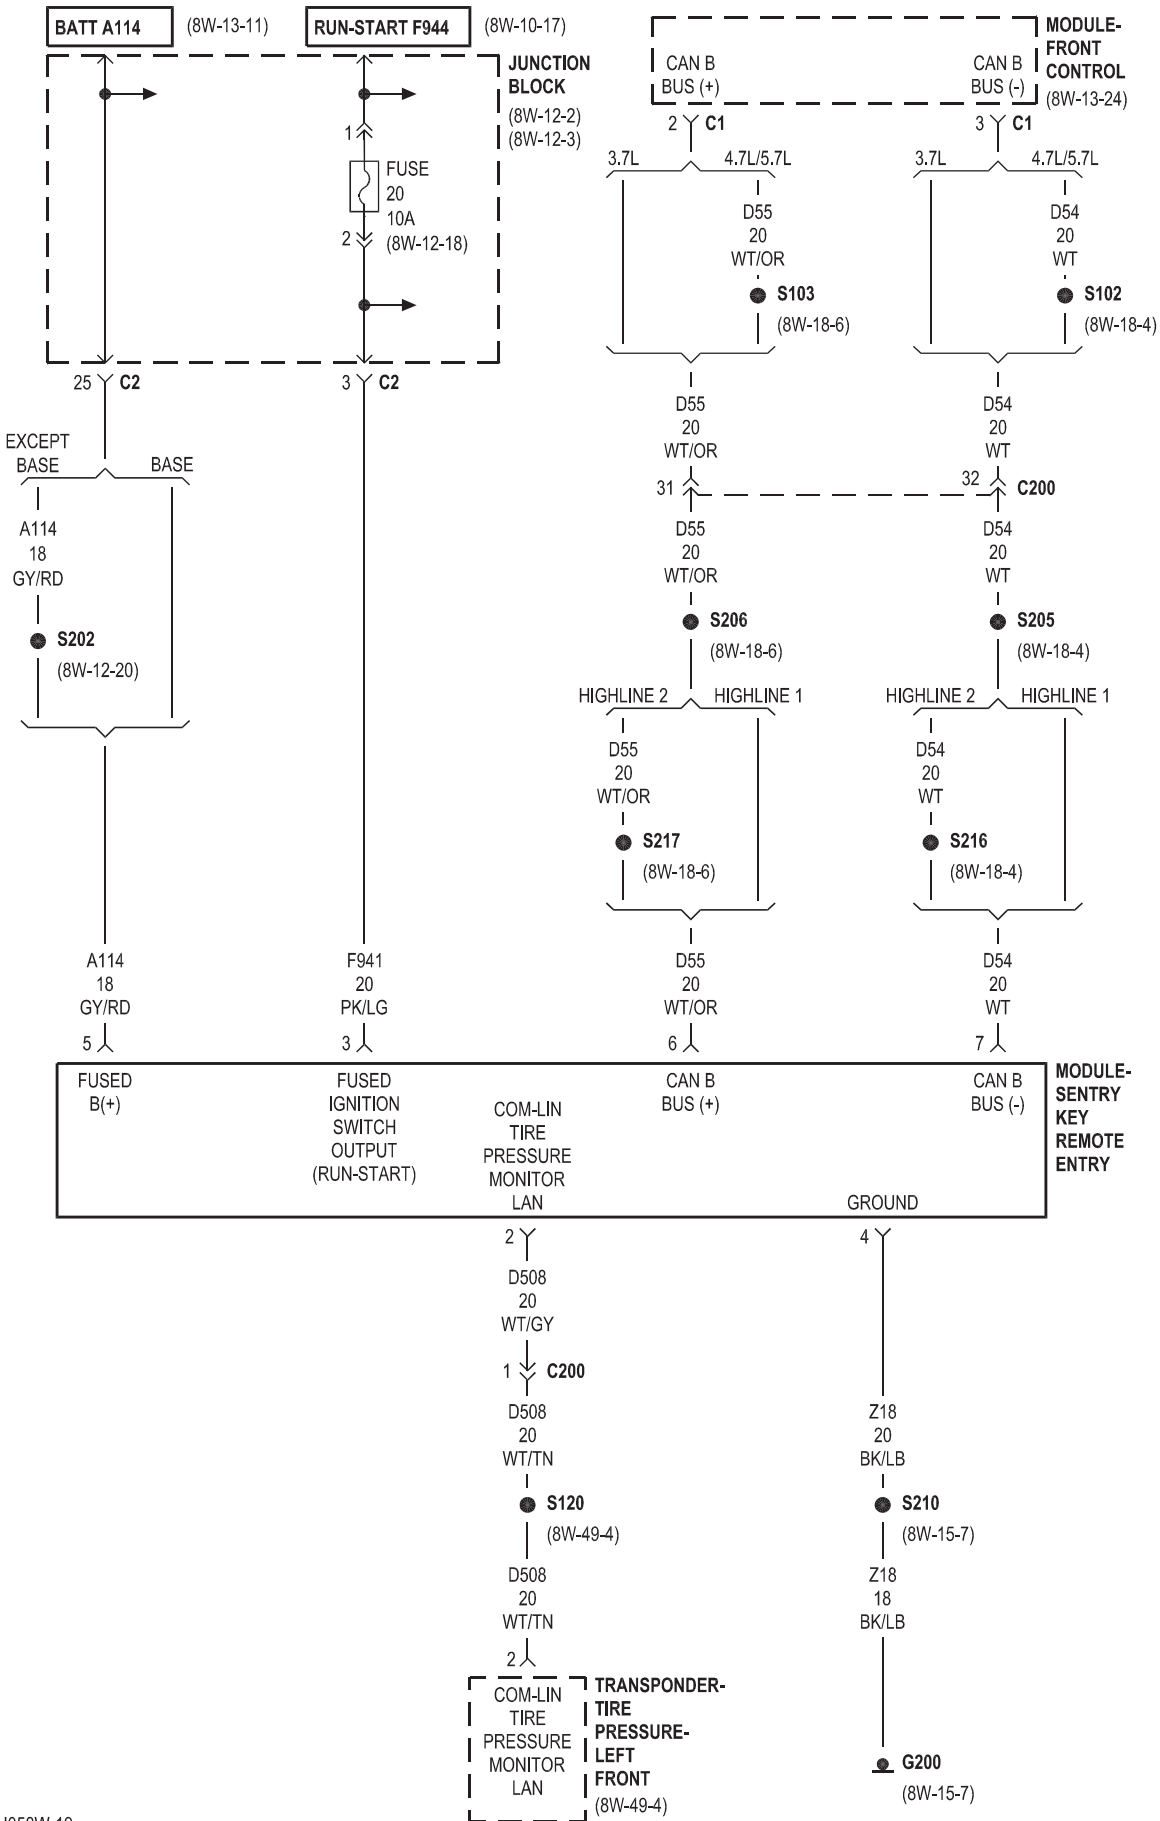 BATT A114
(8W-13-11)
RUN-START F944
(8W-10-17)
JUNCTION
BLOCK
(8W-12-2)
(8W-12-3)
1
FUSE
20
10A
(8W-12-18)
2
25
C2
3
C2
MODULE-
FRONT
CONTROL
(8W-13-24)
CAN B
BUS (+)
CAN B
BUS (-)
2
C1
3
C1
3.7L
4.7L/5.7L
3.7L
4.7L/5.7L
D55
20
WT/OR
S103
(8W-18-6)
D54
20
WT
S102
(8W-18-4)
D55
20
WT/OR
D54
20
WT
31
32
C200
D55
20
WT/OR
D54
20
WT
S206
(8W-18-6)
S205
(8W-18-4)
EXCEPT
BASE
BASE
A114
18
GY/RD
S202
(8W-12-20)
HIGHLINE 2
HIGHLINE 1
HIGHLINE 2
HIGHLINE 1
D55
20
WT/OR
S217
(8W-18-6)
D54
20
WT
S216
(8W-18-4)
A114
18
GY/RD
5
F941
20
PK/LG
3
D55
20
WT/OR
6
D54
20
WT
7
FUSED
B(+)
FUSED
IGNITION
SWITCH
OUTPUT
(RUN-START)
COM-LIN
TIRE
PRESSURE
MONITOR
LAN
CAN B
BUS (+)
CAN B
BUS (-)
GROUND
MODULE-
SENTRY
KEY
REMOTE
ENTRY
2
D508
20
WT/GY
1
C200
D508
20
WT/TN
S120
(8W-49-4)
D508
20
WT/TN
2
COM-LIN
TIRE
PRESSURE
MONITOR
LAN
TRANSPONDER-
TIRE
PRESSURE-
LEFT
FRONT
(8W-49-4)
4
Z18
20
BK/LB
S210
(8W-15-7)
Z18
18
BK/LB
G200
(8W-15-7)